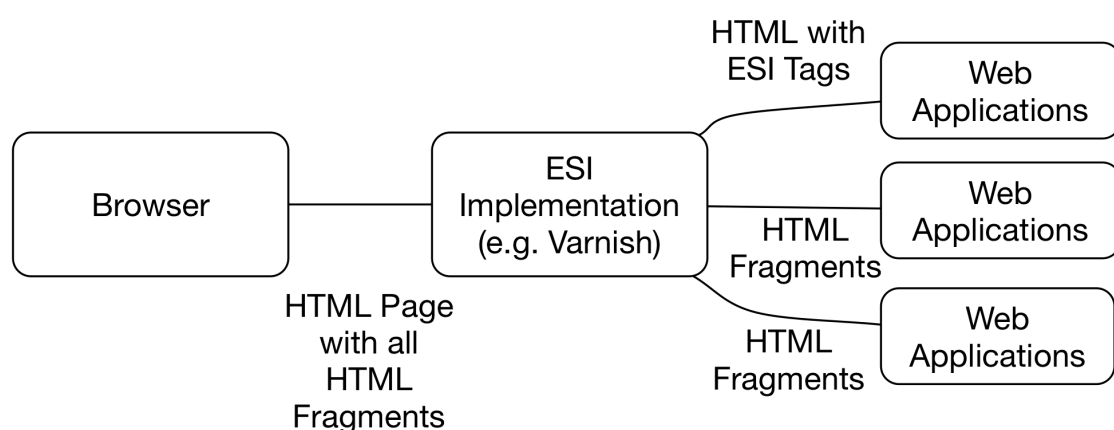 HTML with
ESI Tags
Web
Applications
Browser
ESI
Implementation
(e.g. Varnish)
Web
Applications
HTML
Fragments
HTML Page
with all
HTML
Fragments
Web
Applications
HTML
Fragments